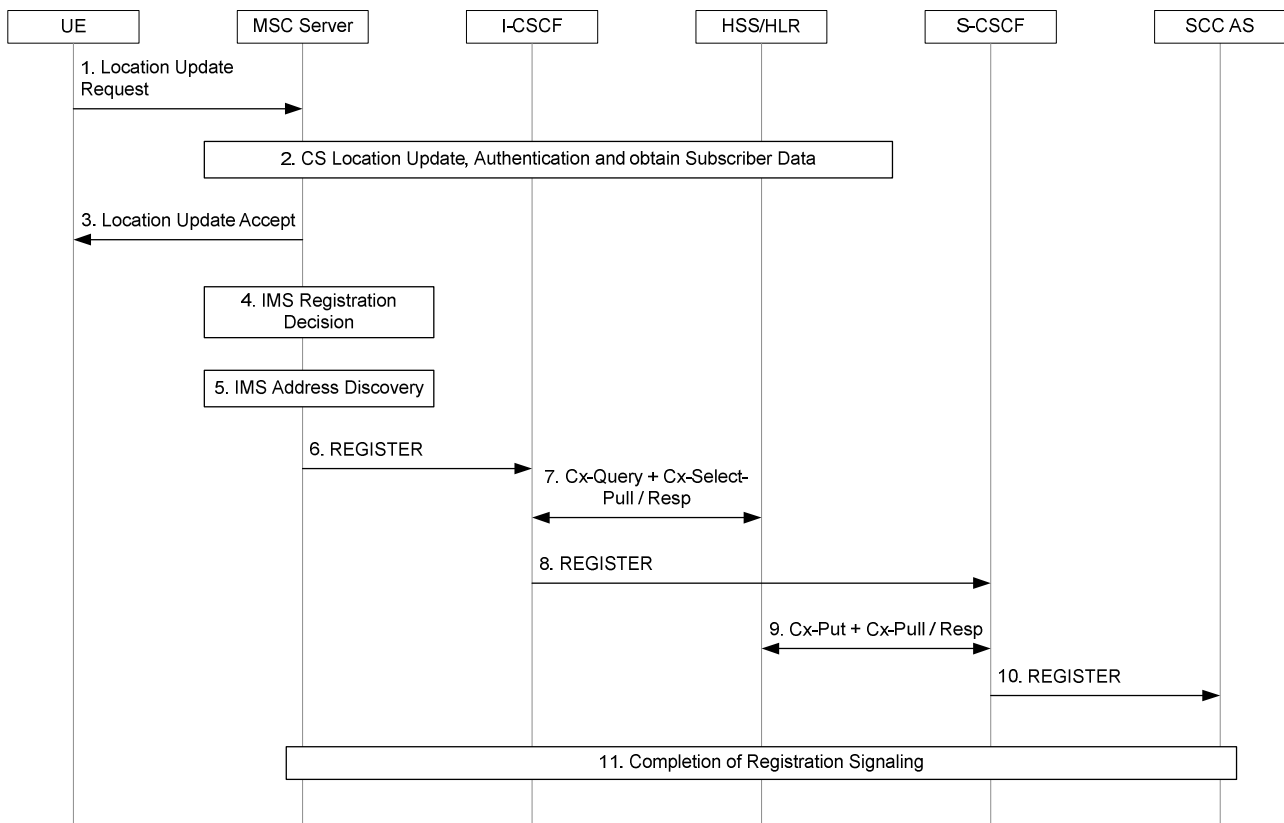 UE
MSC Server
I-CSCF
HSS/HLR
S-CSCF
SCC AS
1. Location Update
Request
2. CS Location Update, Authentication and obtain Subscriber Data
3. Location Update Accept
4. IMS Registration
Decision
5. IMS Address Discovery
6. REGISTER
7. Cx-Query + Cx-Select-
Pull / Resp
8. REGISTER
9. Cx-Put + Cx-Pull / Resp
10. REGISTER
11. Completion of Registration Signaling